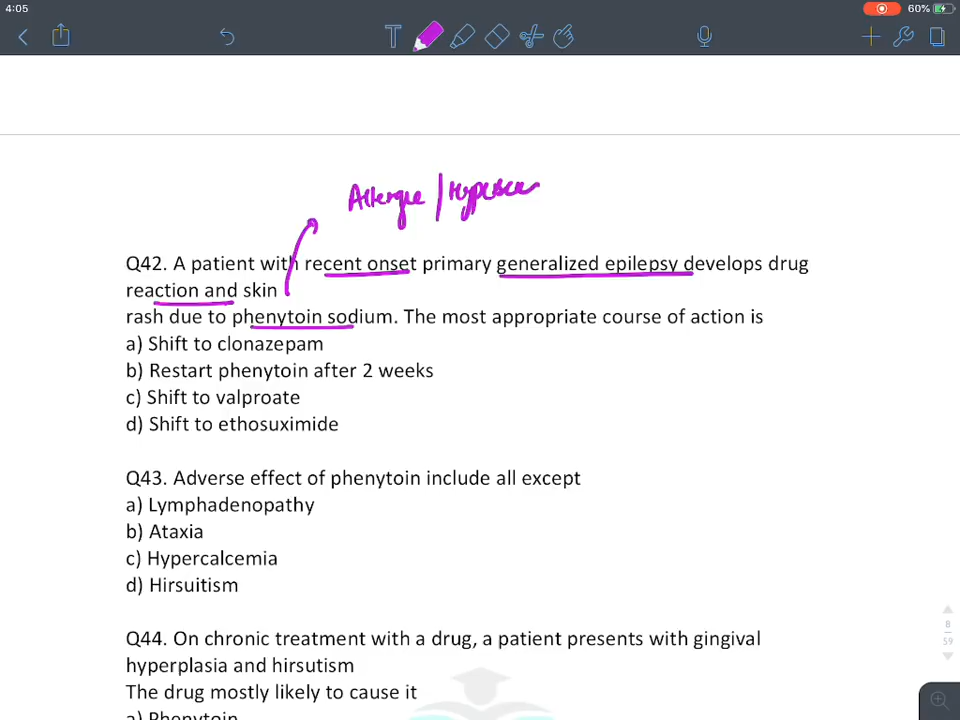 4:05
60%
T
Allergic / Hypersen
Q42. A patient with recent onset primary generalized epilepsy develops drug
reaction and skin
rash due to phenytoin sodium. The most appropriate course of action is
a) Shift to clonazepam
b) Restart phenytoin after 2 weeks
c) Shift to valproate
d) Shift to ethosuximide
Q43. Adverse effect of phenytoin include all except
a) Lymphadenopathy
b) Ataxia
c) Hypercalcemia
d) Hirsuitism
8
59
Q44. On chronic treatment with a drug, a patient presents with gingival
hyperplasia and hirsutism
The drug mostly likely to cause it
a) Phenytoin